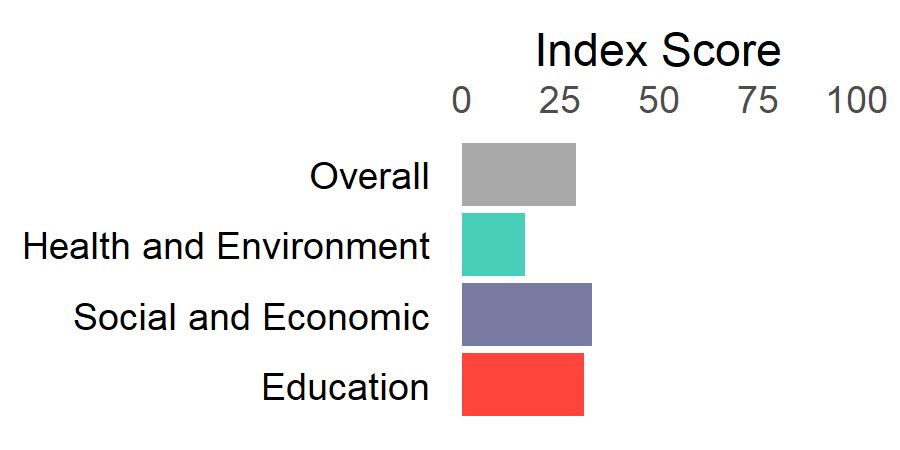 Index Score
0 25 50 75 100
Overall
Health and Environment
Social and Economic
Education